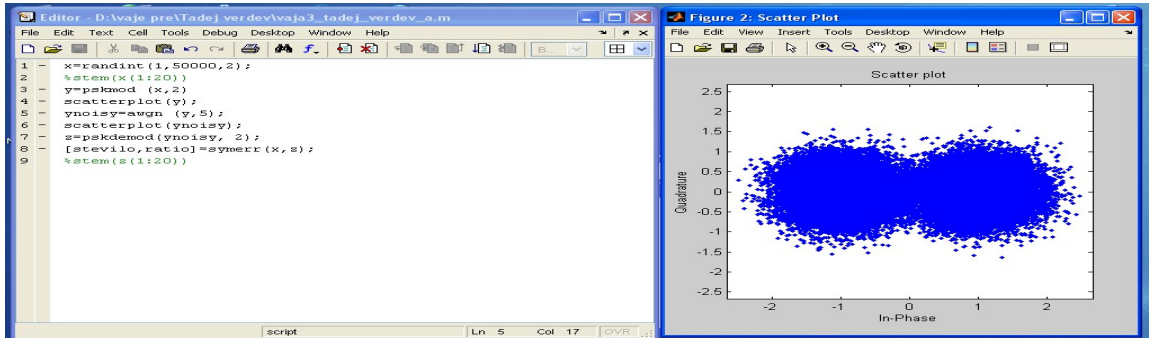 Editor - D:\vaje pre\Tadej verdev\vaja3_tadej_verdev_a.m
File Edit Text Cell Tools Debug Desktop Window Help
B...
1 - x=randint(1,50000,2);
2 %stem(x(1:20))
3 - y=pskmod (x,2)
4 - scatterplot(y);
5 - ynoisy=awgn (y,5);
6 - scatterplot(ynoisy);
7 - z=pskdemod(ynoisy, 2);
8 - [stevilo,ratio]=symerr(x,z);
9 %stem(z(1:20))
script Ln 5 Col 17 OVR
Figure 2: Scatter Plot
File Edit View Insert Tools Desktop Window Help
Scatter plot
2.5
2
1.5
1
0.5
0
-0.5
-1
-1.5
-2
-2.5
Quadrature
-2 -1 0 1 2
In-Phase